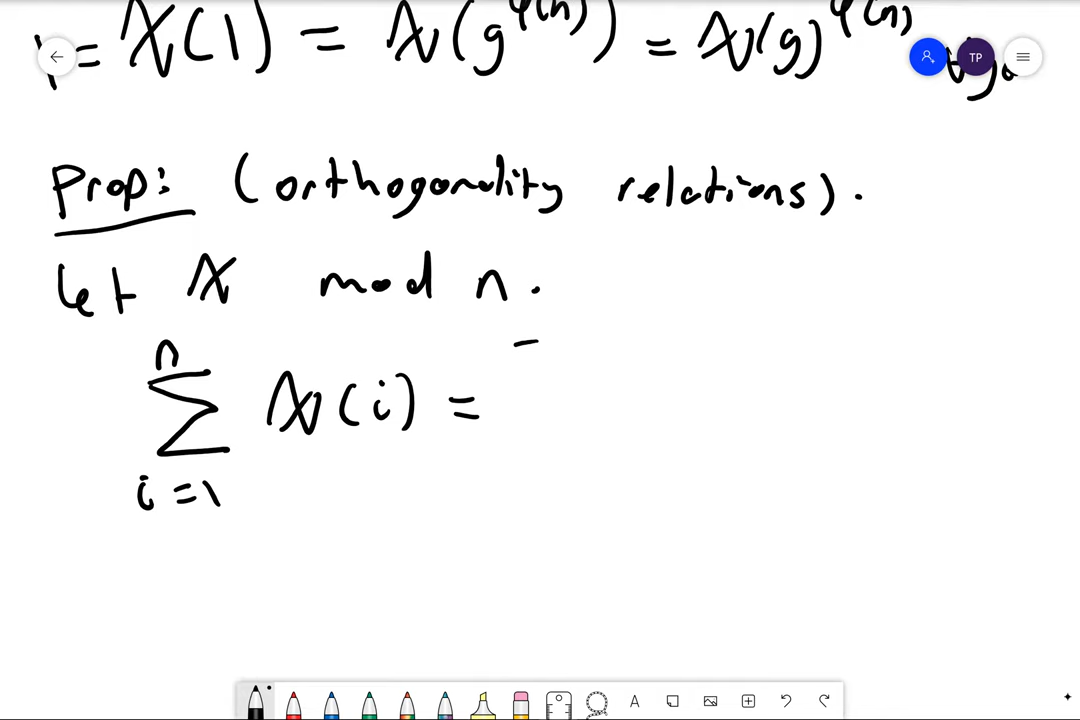 1 = χ(1) = χ(g^φ(n)) = χ(g)^φ(n)
TP
Prop: (orthogonality relations).
Let χ mod n.
n
∑ χ(i) =
i=1
A